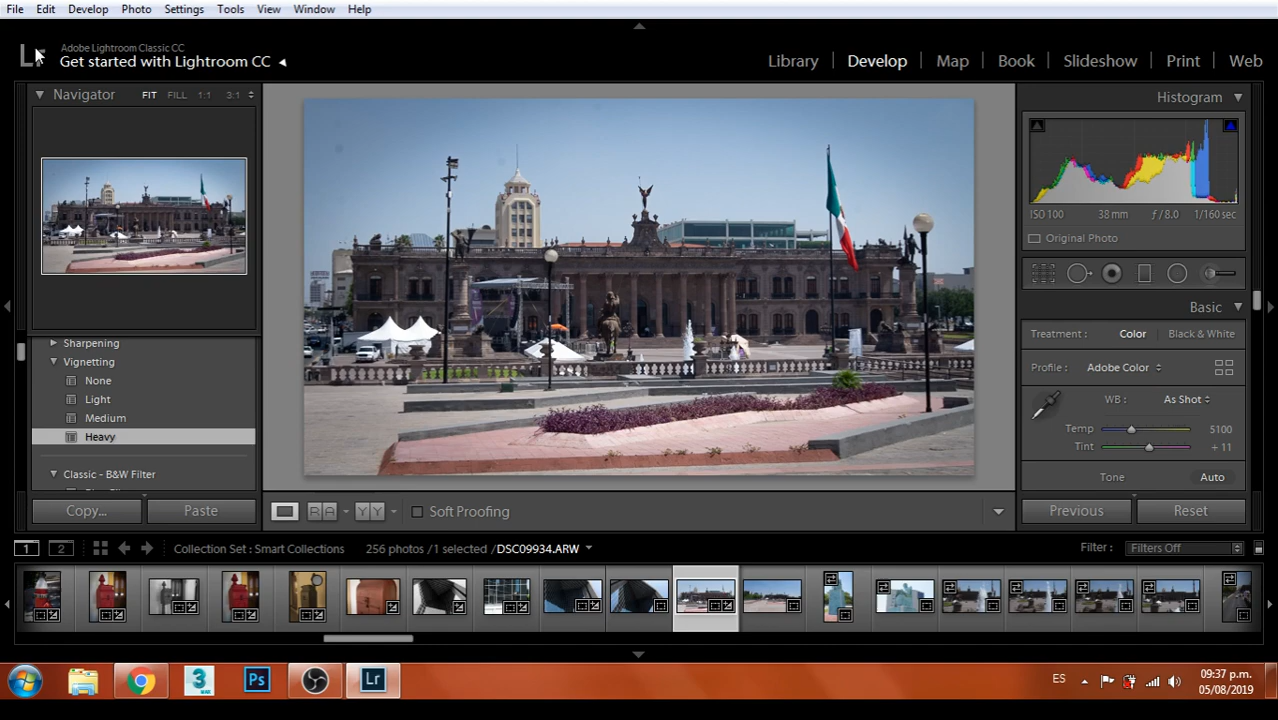 File Edit Develop Photo Settings Tools View Window Help
Lr
Adobe Lightroom Classic CC
Get started with Lightroom CC
Library Develop Map Book Slideshow Print Web
Navigator FIT FILL 1:1 3:1
Histogram
ISO 100 38 mm ƒ / 8.0 1/160 sec
Original Photo
Basic
Treatment : Color Black & White
Profile : Adobe Color
WB : As Shot
Temp 5100
Tint + 11
Tone Auto
Sharpening
Vignetting
None
Light
Medium
Heavy
Classic - B&W Filter
Copy... Paste
R A Y Y Soft Proofing
Previous Reset
1 2 Collection Set : Smart Collections 256 photos /1 selected /DSC09934.ARW
Filter : Filters Off
3 Ps Lr
ES 09:37 p.m.
05/08/2019